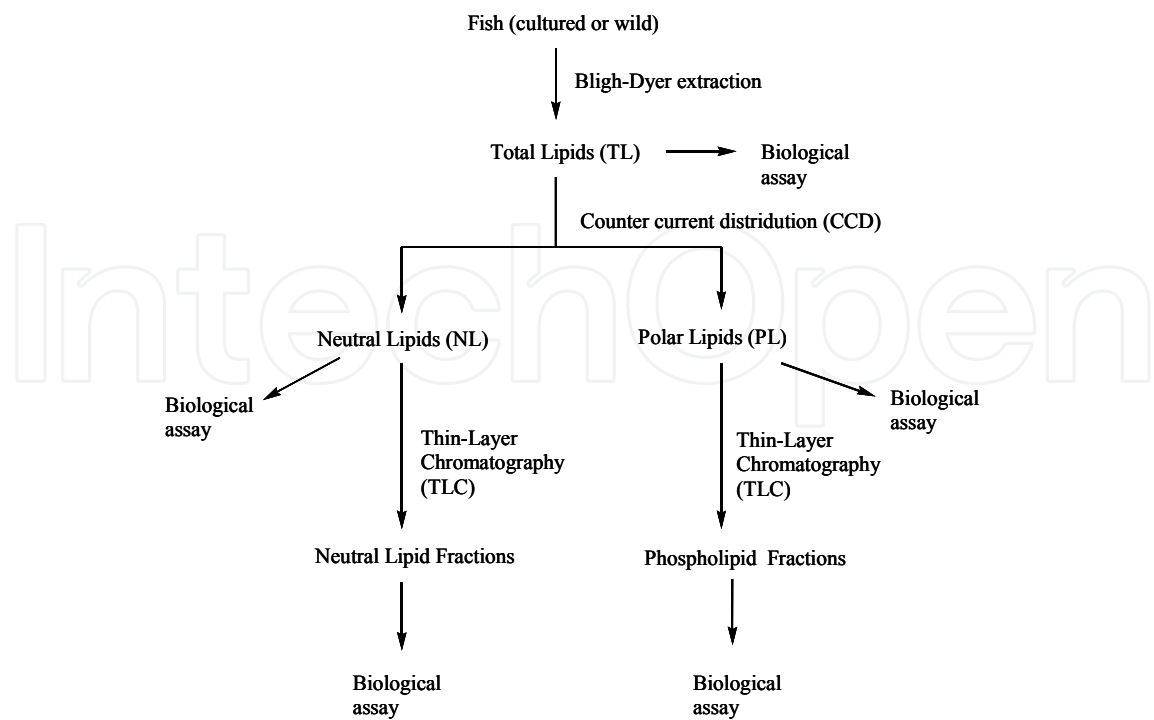 Fish (cultured or wild)
Bligh-Dyer extraction
Total Lipids (TL)
Biological
assay
Counter current distridution (CCD)
IntechOpen
Neutral Lipids (NL)
Polar Lipids (PL)
Biological
assay
Biological
assay
Thin-Layer
Chromatography
(TLC)
Thin-Layer
Chromatography
(TLC)
Neutral Lipid Fractions
Phospholipid Fractions
Biological
assay
Biological
assay